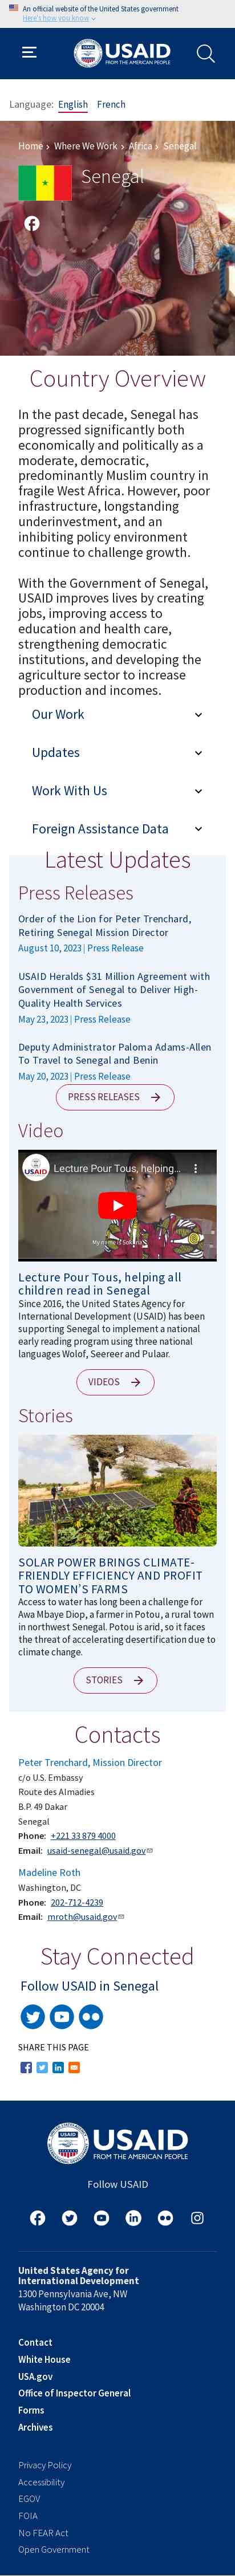 An official website of the United States government
Here's how you know
USAID
FROM THE AMERICAN PEOPLE
Language: English French
Home › Where We Work › Africa › Senegal
Senegal
Country Overview
In the past decade, Senegal has
progressed significantly both
economically and politically as a
moderate, democratic,
predominantly Muslim country in
fragile West Africa. However, poor
infrastructure, longstanding
underinvestment, and an
inhibiting policy environment
continue to challenge growth.
With the Government of Senegal,
USAID improves lives by creating
jobs, improving access to
education and health care,
strengthening democratic
institutions, and developing the
agriculture sector to increase
production and incomes.
Our Work
Updates
Work With Us
Foreign Assistance Data
Latest Updates
Press Releases
Order of the Lion for Peter Trenchard,
Retiring Senegal Mission Director
August 10, 2023 | Press Release
USAID Heralds $31 Million Agreement with
Government of Senegal to Deliver High-
Quality Health Services
May 23, 2023 | Press Release
Deputy Administrator Paloma Adams-Allen
To Travel to Senegal and Benin
May 20, 2023 | Press Release
PRESS RELEASES
Video
USAID
Lecture Pour Tous, helping...
My name is Sokhna
Lecture Pour Tous, helping all
children read in Senegal
Since 2016, the United States Agency for
International Development (USAID) has been
supporting Senegal to implement a national
early reading program using three national
languages Wolof, Seereer and Pulaar.
VIDEOS
Stories
SOLAR POWER BRINGS CLIMATE-
FRIENDLY EFFICIENCY AND PROFIT
TO WOMEN'S FARMS
Access to water has long been a challenge for
Awa Mbaye Diop, a farmer in Potou, a rural town
in northwest Senegal. Potou is arid, so it faces
the threat of accelerating desertification due to
climate change.
STORIES
Contacts
Peter Trenchard, Mission Director
c/o U.S. Embassy
Route des Almadies
B.P. 49 Dakar
Senegal
Phone: +221 33 879 4000
Email: usaid-senegal@usaid.gov
Madeline Roth
Washington, DC
Phone: 202-712-4239
Email: mroth@usaid.gov
Stay Connected
Follow USAID in Senegal
SHARE THIS PAGE
USAID
FROM THE AMERICAN PEOPLE
Follow USAID
United States Agency for
International Development
1300 Pennsylvania Ave, NW
Washington DC 20004
Contact
White House
USA.gov
Office of Inspector General
Forms
Archives
Privacy Policy
Accessibility
EGOV
FOIA
No FEAR Act
Open Government